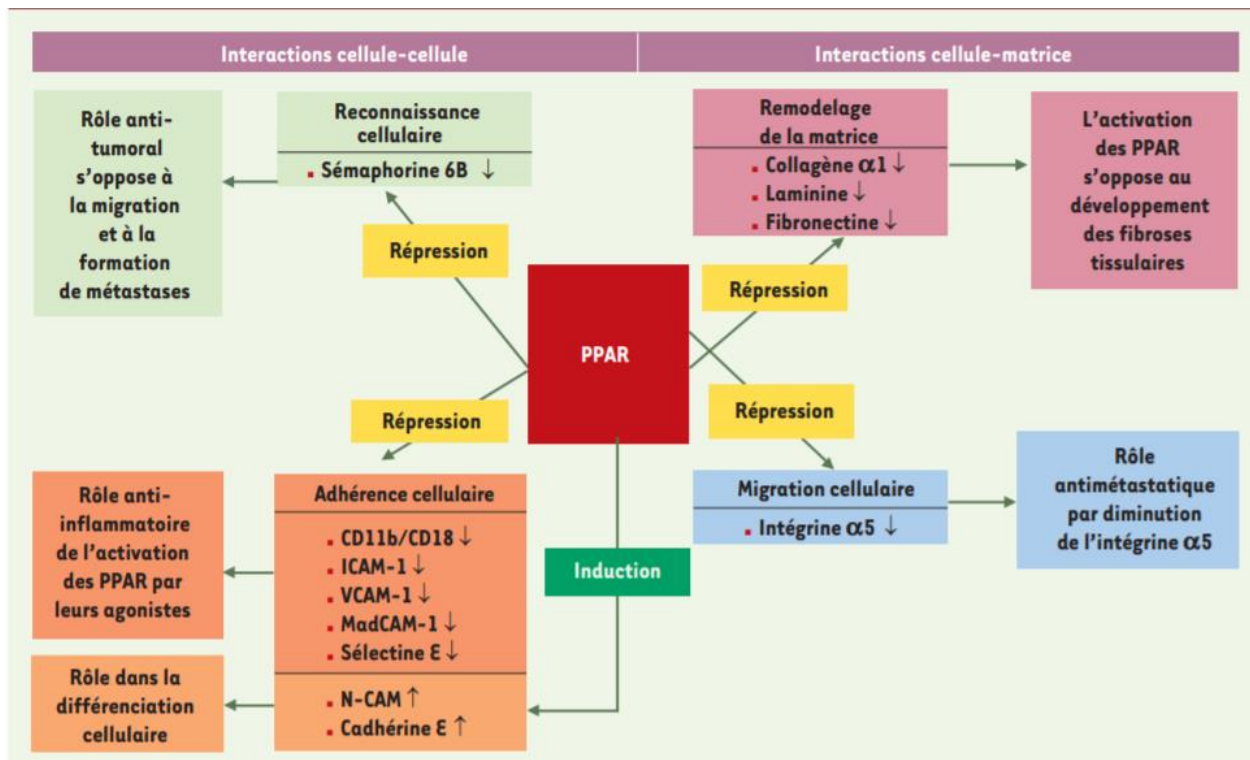 Interactions cellule-cellule
Interactions cellule-matrice
Rôle anti-
tumoral
s'oppose à
la migration
et à la
formation
de métastases
Reconnaissance
cellulaire
▪ Sémaphorine 6B ↓
Remodelage
de la matrice
▪ Collagène α1 ↓
▪ Laminine ↓
▪ Fibronectine ↓
L'activation
des PPAR
s'oppose au
développement
des fibroses
tissulaires
Répression
Répression
PPAR
Répression
Répression
Rôle anti-
inflammatoire
de l'activation
des PPAR par
leurs agonistes
Adhérence cellulaire
▪ CD11b/CD18 ↓
▪ ICAM-1 ↓
▪ VCAM-1 ↓
▪ MadCAM-1 ↓
▪ Sélectine E ↓
Induction
Migration cellulaire
▪ Intégrine α5 ↓
Rôle
antimétastatique
par diminution
de l'intégrine α5
Rôle dans la
différenciation
cellulaire
▪ N-CAM ↑
▪ Cadhérine E ↑